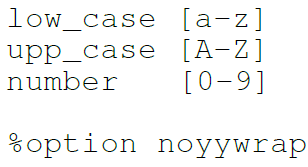 low_case [a-z]
upp_case [A-Z]
number   [0-9]
%option noyywrap